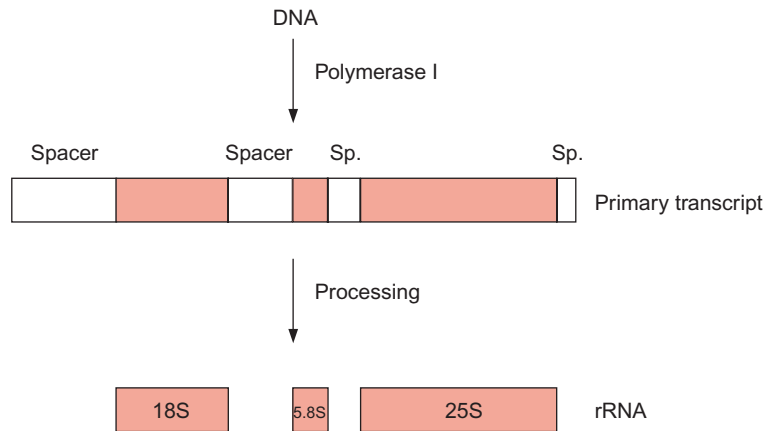 DNA
Polymerase I
Spacer Spacer Sp. Sp.
Primary transcript
Processing
18S 5.8S 25S rRNA